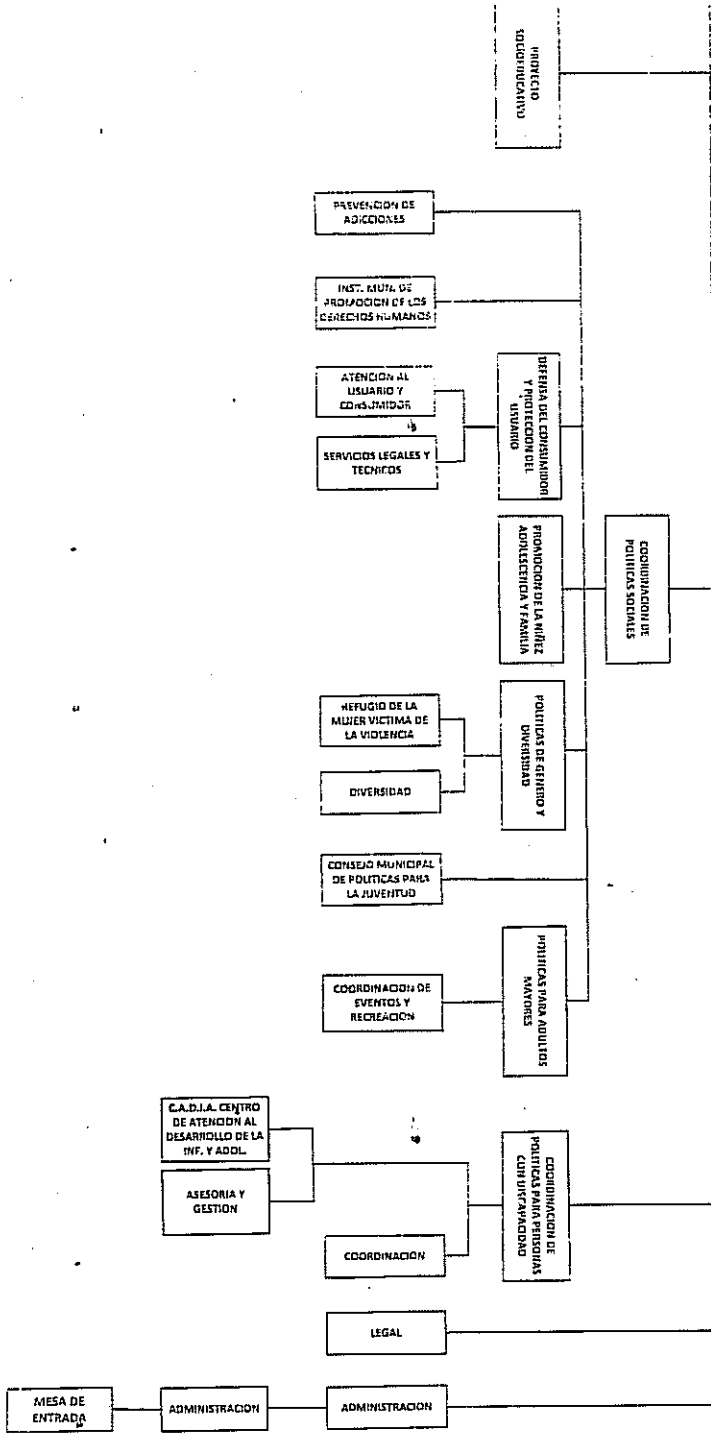 PROYECTO
SOCIOEDUCATIVO
PREVENCION DE
ADICCIONES
INST. MUN. DE
PROMOCION DE LOS
DERECHOS HUMANOS
DEFENSA DEL CONSUMIDOR
Y PROTECCION DEL
USUARIO
ATENCION AL
USUARIO Y
CONSUMIDOR
SERVICIOS LEGALES Y
TECNICOS
COORDINACION DE
POLITICAS SOCIALES
PROMOCION DE LA NIÑEZ
ADOLESCENCIA Y FAMILIA
POLITICAS DE GENERO Y
DIVERSIDAD
REFUGIO DE LA
MUJER VICTIMA DE
LA VIOLENCIA
DIVERSIDAD
CONSEJO MUNICIPAL
DE POLITICAS PARA
LA JUVENTUD
POLITICAS PARA ADULTOS
MAYORES
COORDINACION DE
EVENTOS Y
RECREACIÓN
COORDINACION DE
POLITICAS PARA PERSONAS
CON DISCAPACIDAD
C.A.D.I.A. CENTRO
DE ATENCION AL
DESARROLLO DE LA
INF. Y ADOL.
ASESORIA Y
GESTION
COORDINACION
LEGAL
ADMINISTRACION
ADMINISTRACION
MESA DE
ENTRADA